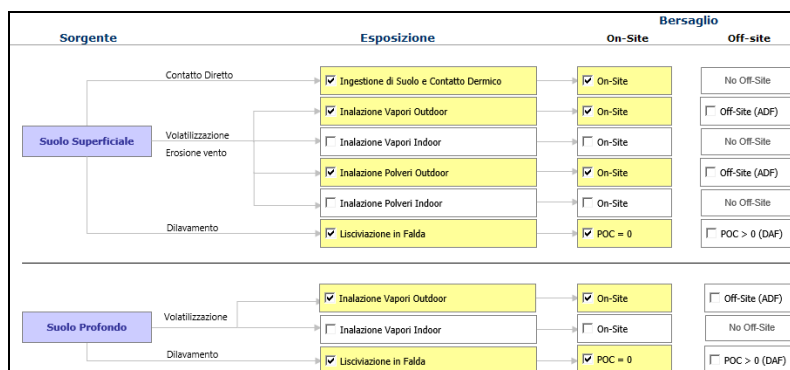 Bersaglio
Sorgente Esposizione On-Site Off-site
Contatto Diretto Ingestione di Suolo e Contatto Dermico On-Site No Off-Site
Inalazione Vapori Outdoor On-Site Off-Site (ADF)
Suolo Superficiale Volatilizzazione Inalazione Vapori Indoor On-Site No Off-Site
Erosione vento
Inalazione Polveri Outdoor On-Site Off-Site (ADF)
Inalazione Polveri Indoor On-Site No Off-Site
Dilavamento Lisciviazione in Falda POC = 0 POC > 0 (DAF)
Inalazione Vapori Outdoor On-Site Off-Site (ADF)
Suolo Profondo Volatilizzazione Inalazione Vapori Indoor On-Site No Off-Site
Dilavamento Lisciviazione in Falda POC = 0 POC > 0 (DAF)